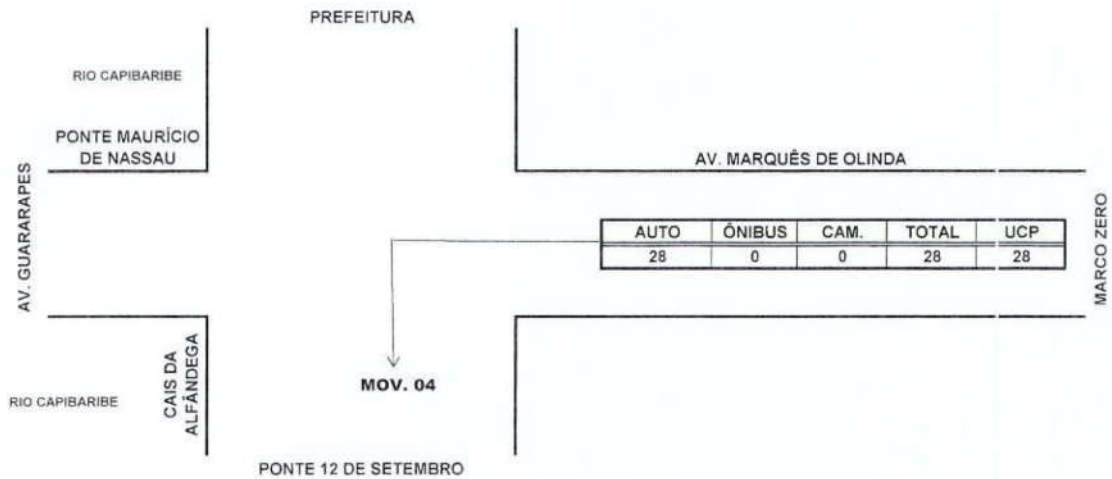 PREFEITURA
RIO CAPIBARIBE
PONTE MAURÍCIO
DE NASSAU
AV. MARQUÊS DE OLINDA
AV. GUARARAPES
AUTO ÔNIBUS CAM. TOTAL UCP
28 0 0 28 28
MARCO ZERO
CAIS DA
ALFÂNDEGA
MOV. 04
RIO CAPIBARIBE
PONTE 12 DE SETEMBRO